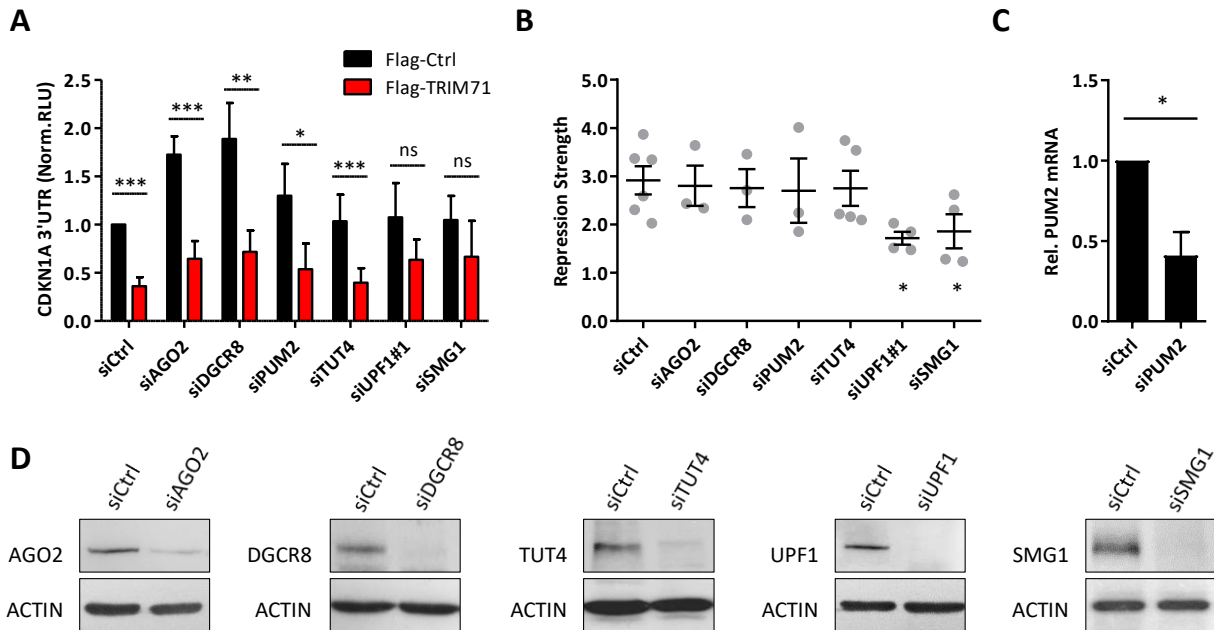 A
Flag-Ctrl
Flag-TRIM71
CDKN1A 3'UTR (Norm.RLU)
2.5
2.0
1.5
1.0
0.5
0.0
***
***
**
*
***
ns
ns
siCtrl
siAGO2
siDGCR8
siPUM2
siTUT4
siUPF1#1
siSMG1
B
Repression Strength
5.0
4.0
3.0
2.0
1.0
0.0
*
*
siCtrl
siAGO2
siDGCR8
siPUM2
siTUT4
siUPF1#1
siSMG1
C
Rel. PUM2 mRNA
1.5
1.0
0.5
0.0
*
siCtrl
siPUM2
D
siCtrl siAGO2
AGO2
ACTIN
siCtrl siDGCR8
DGCR8
ACTIN
siCtrl siTUT4
TUT4
ACTIN
siCtrl siUPF1
UPF1
ACTIN
siCtrl siSMG1
SMG1
ACTIN